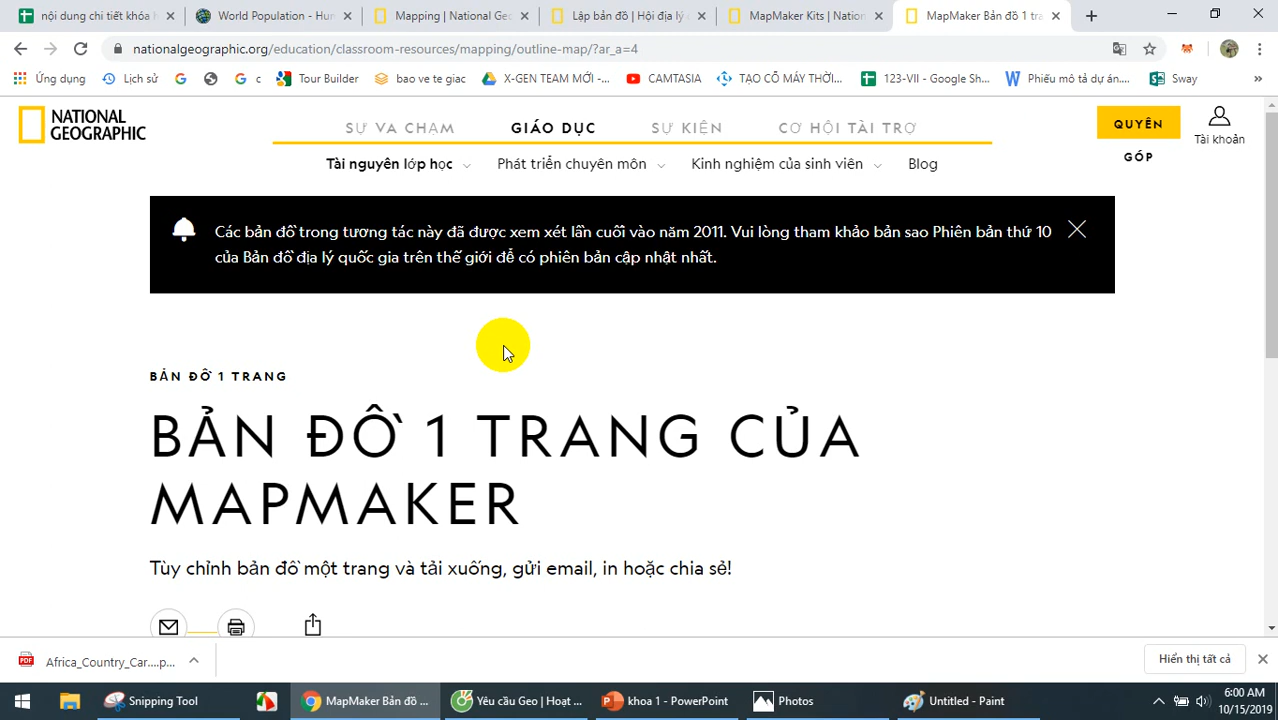 nội dung chi tiết khóa h
World Population - Hum
Mapping | National Geo
Lập bản đồ | Hội địa lý q
MapMaker Kits | Nation
MapMaker Bản đồ 1 tra
nationalgeographic.org/education/classroom-resources/mapping/outline-map/?ar_a=4
Ứng dụng
Lịch sử
c
Tour Builder
bao ve te giac
X-GEN TEAM MỚI -...
CAMTASIA
TẠO CỖ MÁY THỜI...
123-VII - Google Sh...
Phiếu mô tả dự án....
Sway
»
NATIONAL
GEOGRAPHIC
SỰ VA CHẠM
GIÁO DỤC
SỰ KIỆN
CƠ HỘI TÀI TRỢ
QUYÊN
GÓP
Tài khoản
Tài nguyên lớp học
Phát triển chuyên môn
Kinh nghiệm của sinh viên
Blog
Các bản đồ trong tương tác này đã được xem xét lần cuối vào năm 2011. Vui lòng tham khảo bản sao Phiên bản thứ 10
của Bản đồ địa lý quốc gia trên thế giới để có phiên bản cập nhật nhất.
BẢN ĐỒ 1 TRANG
BẢN ĐỒ 1 TRANG CỦA
MAPMAKER
Tùy chỉnh bản đồ một trang và tải xuống, gửi email, in hoặc chia sẻ!
Africa_Country_Car....p...
Hiển thị tất cả
Snipping Tool
MapMaker Bản đồ ...
Yêu cầu Geo | Hoạt ...
khoa 1 - PowerPoint
Photos
Untitled - Paint
6:00 AM
10/15/2019